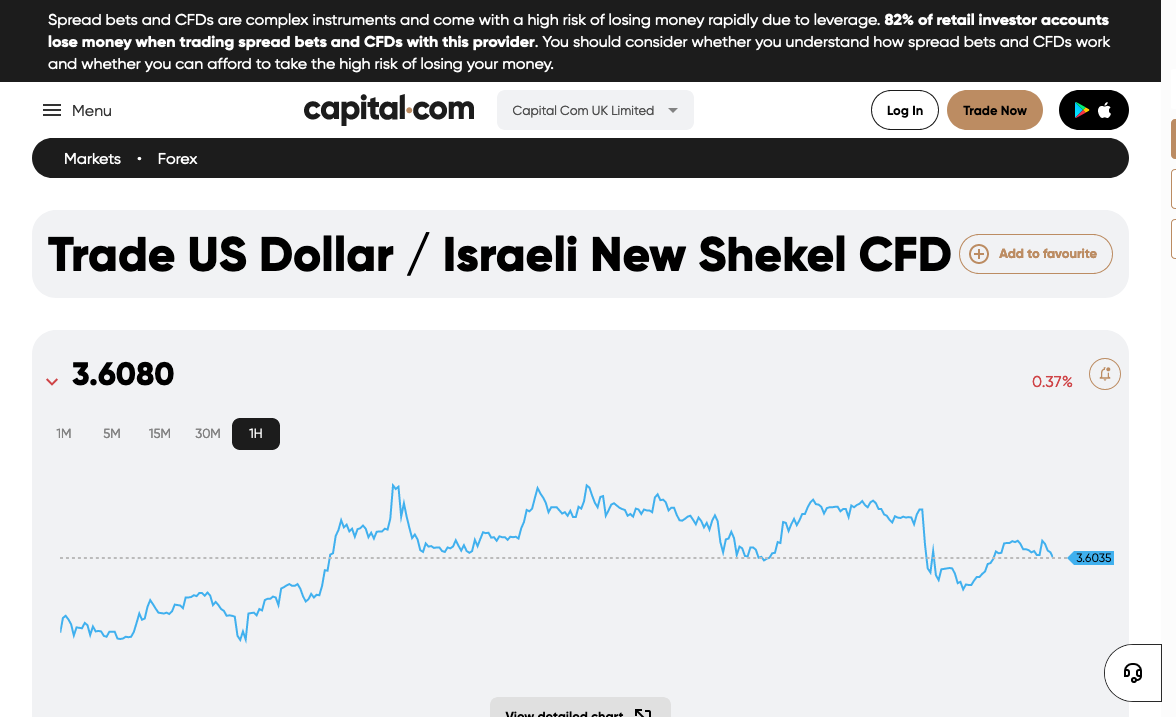 Spread bets and CFDs are complex instruments and come with a high risk of losing money rapidly due to leverage. 82% of retail investor accounts
lose money when trading spread bets and CFDs with this provider. You should consider whether you understand how spread bets and CFDs work
and whether you can afford to take the high risk of losing your money.
Menu
capital.com
Capital Com UK Limited
Log In
Trade Now
Markets • Forex
Trade US Dollar / Israeli New Shekel CFD
Add to favourite
3.6080
0.37%
1M 5M 15M 30M 1H
3.6035
View detailed chart